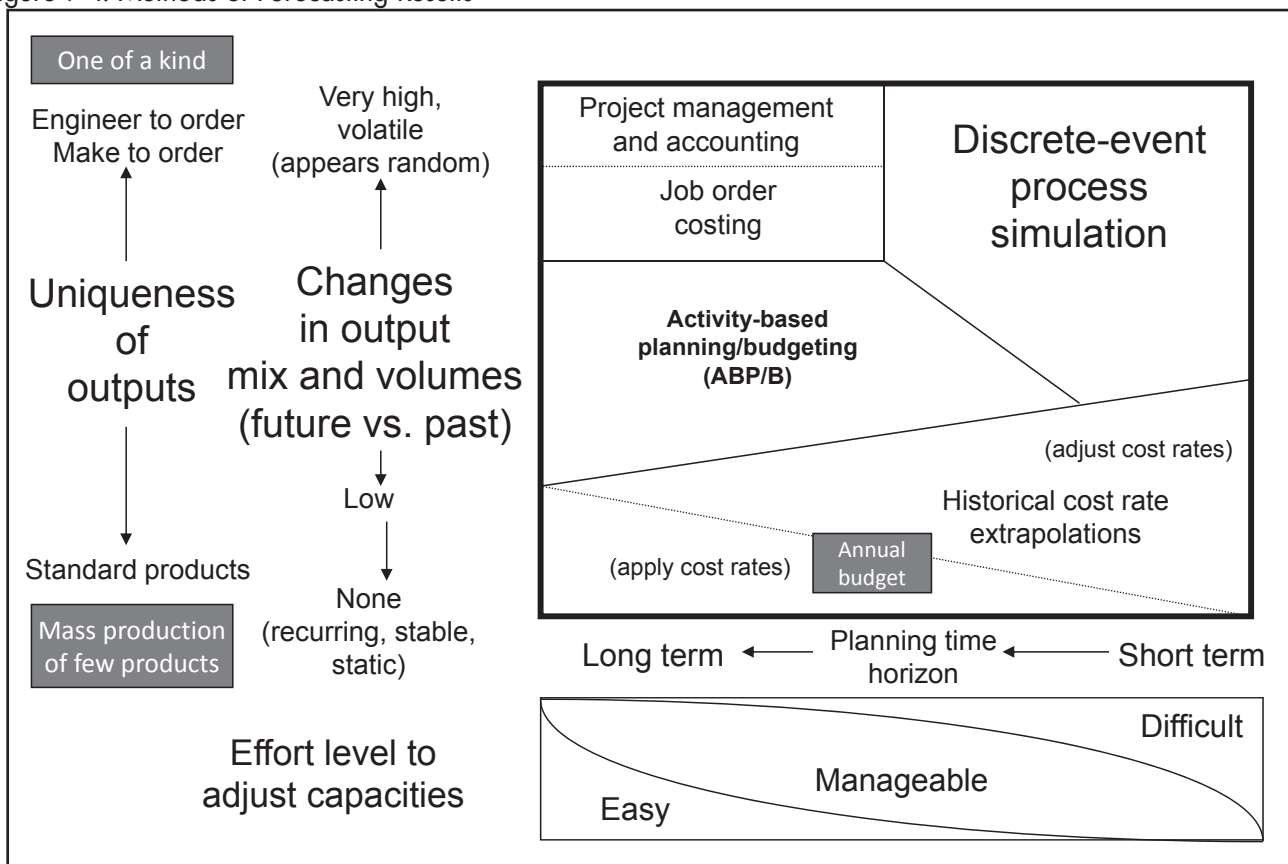 One of a kind
Engineer to order
Make to order
Uniqueness
of
outputs
Standard products
Mass production
of few products
Very high,
volatile
(appears random)
Changes
in output
mix and volumes
(future vs. past)
Low
None
(recurring, stable,
static)
Project management
and accounting
Job order
costing
Discrete-event
process
simulation
Activity-based
planning/budgeting
(ABP/B)
(adjust cost rates)
Historical cost rate
extrapolations
(apply cost rates)
Annual
budget
Long term
Planning time
horizon
Short term
Effort level to
adjust capacities
Difficult
Manageable
Easy